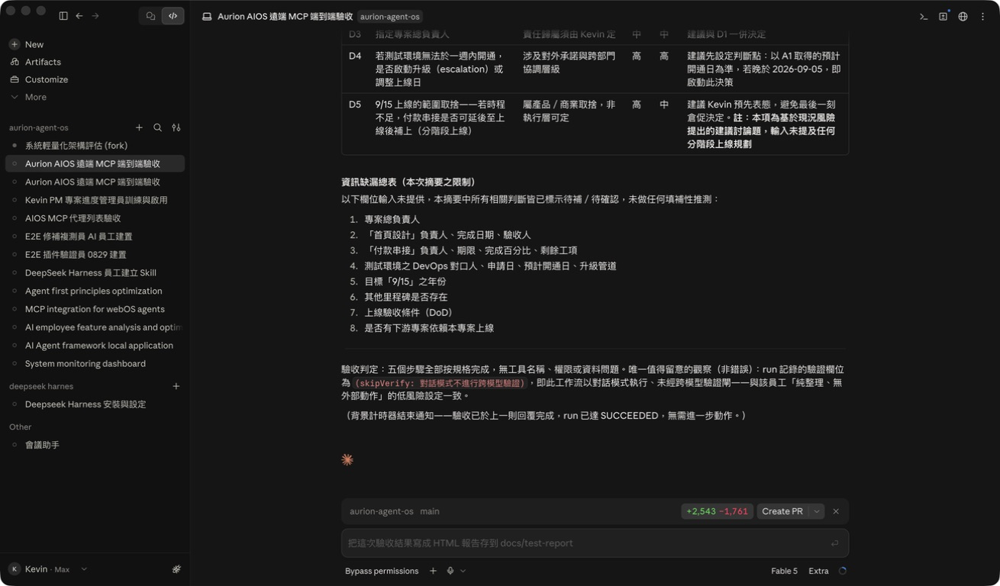 Aurion AIOS 遠端 MCP 端到端驗收 aurion-agent-os
New
Artifacts
Customize
More
aurion-agent-os
系統輕量化架構評估 (fork)
Aurion AIOS 遠端 MCP 端到端驗收
Aurion AIOS 遠端 MCP 端到端驗收
Kevin PM 專案進度管理員訓練與啟用
AIOS MCP 代理列表驗收
E2E 修補複測員 AI 員工建置
E2E 插件驗證員 0829 建置
DeepSeek Harness 員工建立 Skill
Agent first principles optimization
MCP integration for webOS agents
AI employee feature analysis and optim
AI Agent framework local application
System monitoring dashboard
deepseek harnes
Deepseek Harness 安裝與設定
Other
會議助手
K Kevin · Max
D3 指定專案總負責人 責任歸屬須由 Kevin 定 中 中 建議與 D1 一併決定
D4 若測試環境無法於一週內開通， 涉及對外承諾與跨部門 高 高 建議先設定判斷點：以 A1 取得的預計
是否啟動升級（escalation）或 協調層級 開通日為準，若晚於 2026-09-05，即
調整上線日 啟動此決策
D5 9/15 上線的範圍取捨——若時程 屬產品 / 商業取捨，非 高 中 建議 Kevin 預先表態，避免最後一刻
不足，付款串接是否可延後至上 執行層可定 倉促決策。註：本項為基於現況風險
線後補上（分階段上線） 提出的建議討論題，輸入未提及任何
分階段上線規劃
資訊缺漏總表（本次摘要之限制）
以下欄位輸入未提供，本摘要中所有相關判斷皆已標示待補 / 待確認，未做任何填補性推測：
1. 專案總負責人
2. 「首頁設計」負責人、完成日期、驗收人
3. 「付款串接」負責人、期限、完成百分比、剩餘工項
4. 測試環境之 DevOps 對口人、申請日、預計開通日、升級管道
5. 目標「9/15」之年份
6. 其他里程碑是否存在
7. 上線驗收條件（DoD）
8. 是否有下游專案依賴本專案上線
驗收判定：五個步驟全部按規格完成，無工具名稱、權限或資料問題。唯一值得留意的觀察（非錯誤）：run 記錄的驗證欄位
為 (skipVerify: 對話模式不進行跨模型驗證)，即此工作流以對話模式執行、未經跨模型驗證閘——與該員工「純整理、無
外部動作」的低風險設定一致。
（背景計時器結束通知——驗收已於上一則回覆完成，run 已達 SUCCEEDED，無需進一步動作。）
aurion-agent-os main +2,543 −1,761 Create PR
把這次驗收結果寫成 HTML 報告存到 docs/test-report
Bypass permissions Fable 5 Extra